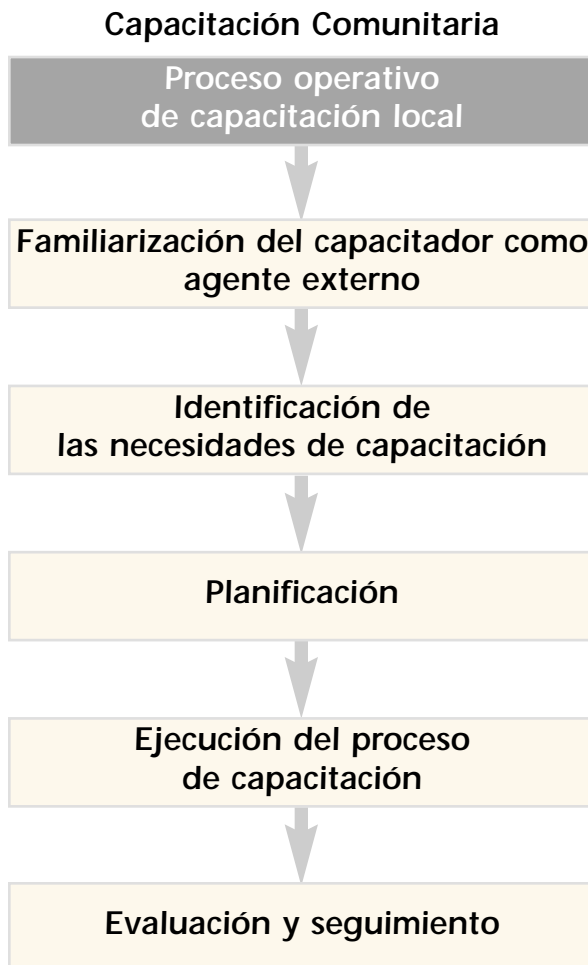 Capacitación Comunitaria
Proceso operativo
de capacitación local
Familiarización del capacitador como
agente externo
Identificación de
las necesidades de capacitación
Planificación
Ejecución del proceso
de capacitación
Evaluación y seguimiento